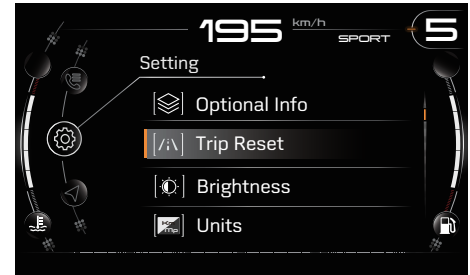 195 km/h
SPORT
5
Setting
Optional Info
Trip Reset
Brightness
Units